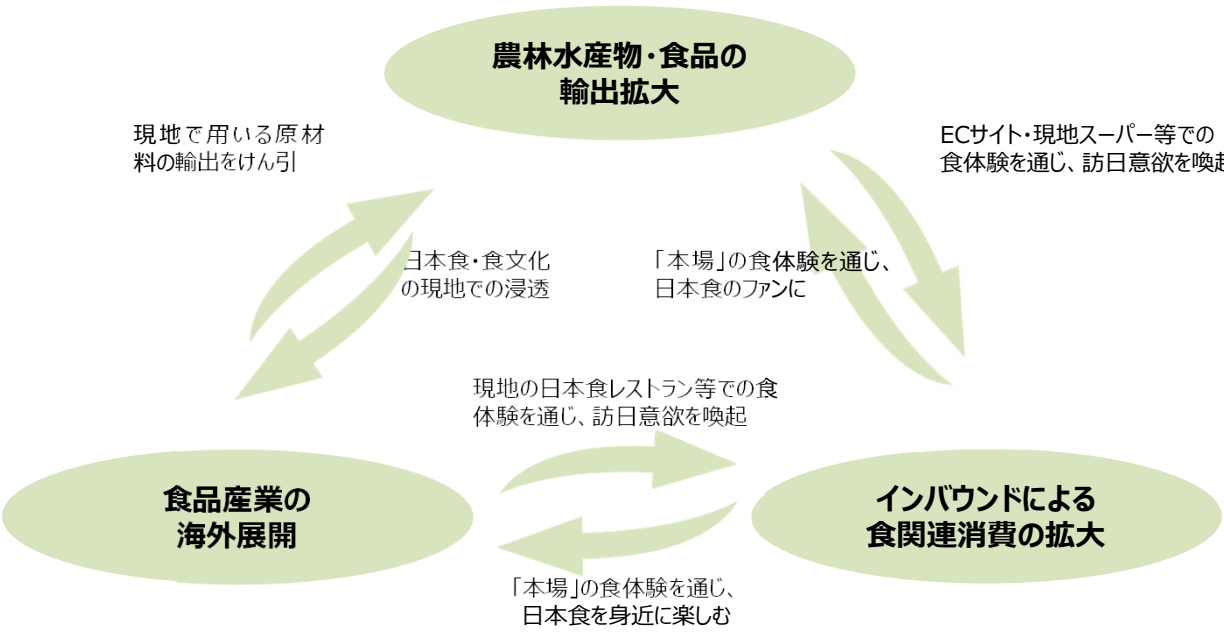 農林水産物・食品の
輸出拡大
現地で用いる原材
料の輸出をけん引
ECサイト・現地スーパー等での
食体験を通じ、訪日意欲を喚起
日本食・食文化
の現地での浸透
「本場」の食体験を通じ、
日本食のファンに
現地の日本食レストラン等での食
体験を通じ、訪日意欲を喚起
食品産業の
海外展開
インバウンドによる
食関連消費の拡大
「本場」の食体験を通じ、
日本食を身近に楽しむ